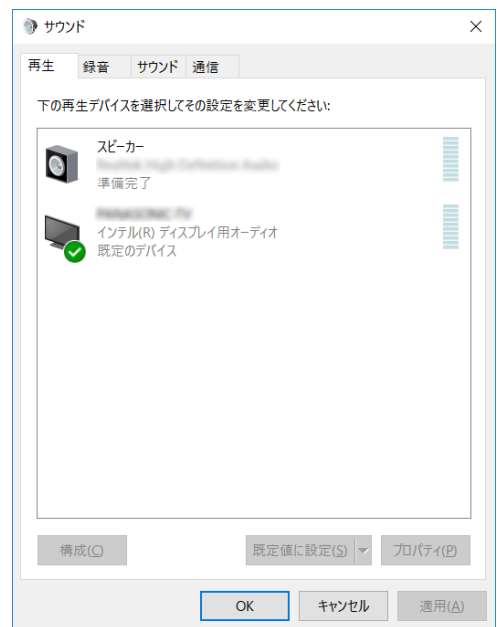 サウンド
再生 録音 サウンド 通信
下の再生デバイスを選択してその設定を変更してください:
スピーカー
準備完了
インテル(R) ディスプレイ用オーディオ
既定のデバイス
構成(C) 既定値に設定(S) プロパティ(P)
OK キャンセル 適用(A)